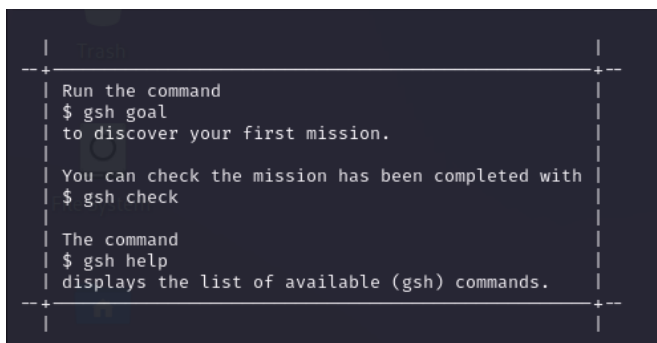 Trash
Run the command
$ gsh goal
to discover your first mission.
You can check the mission has been completed with
$ gsh check
The command
$ gsh help
displays the list of available (gsh) commands.